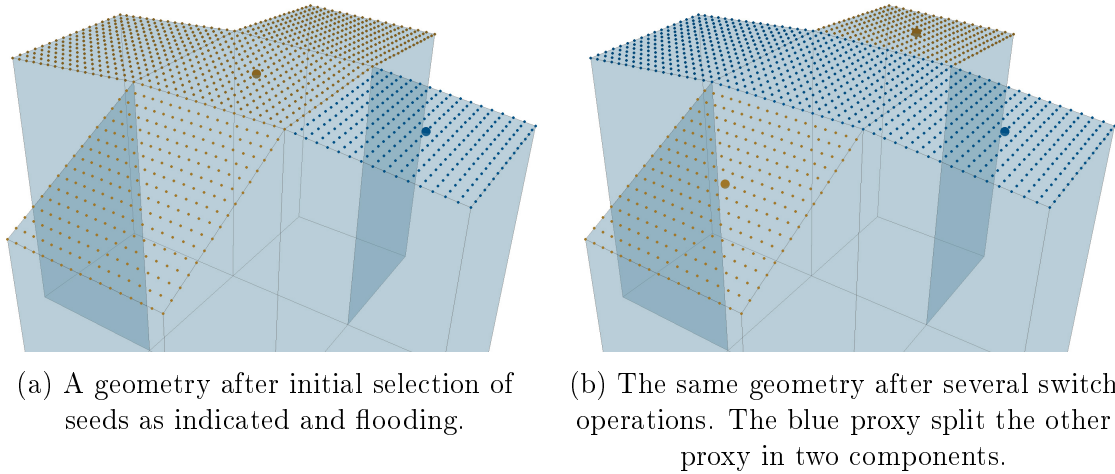 (a) A geometry after initial selection of
seeds as indicated and flooding.
(b) The same geometry after several switch
operations. The blue proxy split the other
proxy in two components.